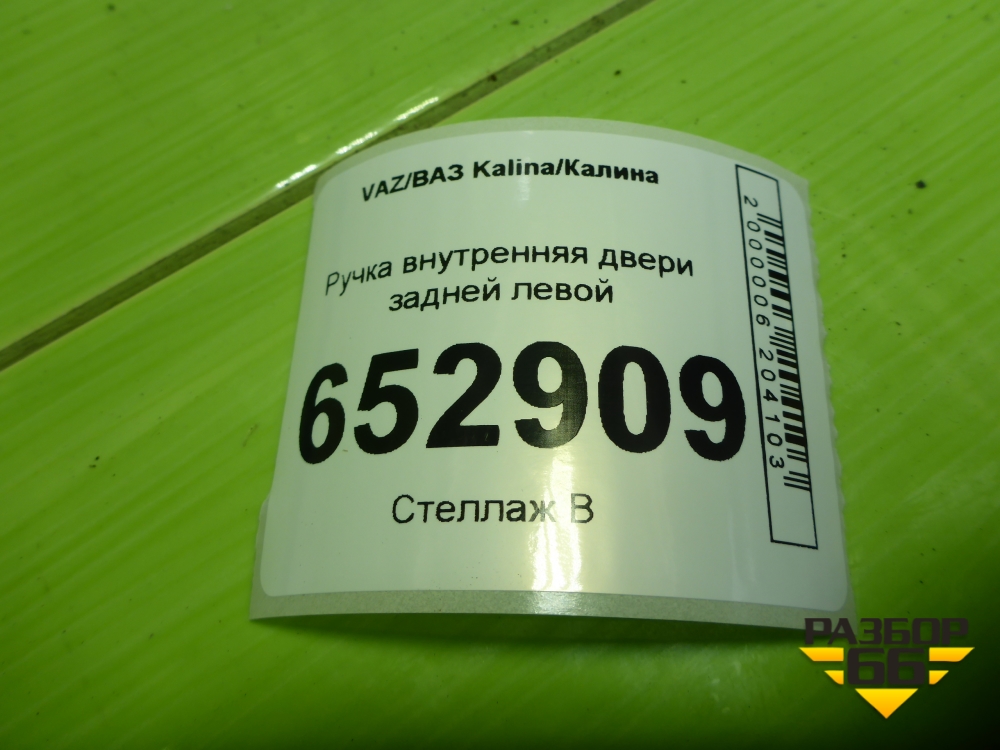 VAZ/ВАЗ Kalina/Калина
Ручка внутренняя двери
задней левой
652909
Стеллаж В
2000006204103
РАЗБОР
66